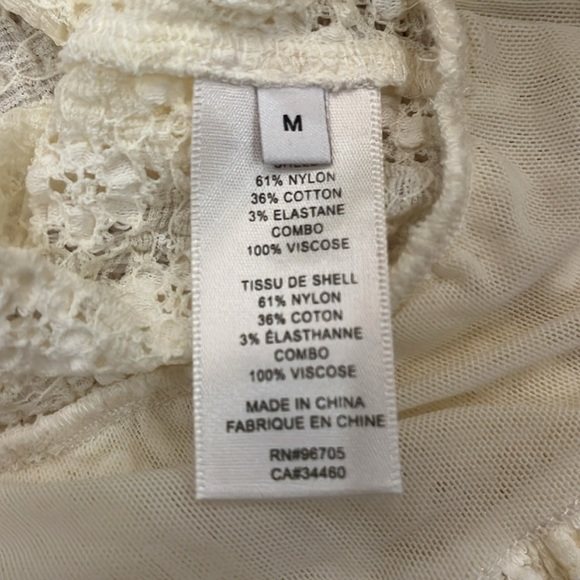 M
SHELL
61% NYLON
36% COTTON
3% ELASTANE
COMBO
100% VISCOSE
TISSU DE SHELL
61% NYLON
36% COTON
3% ÉLASTHANNE
COMBO
100% VISCOSE
MADE IN CHINA
FABRIQUE EN CHINE
RN#96705
CA#34460